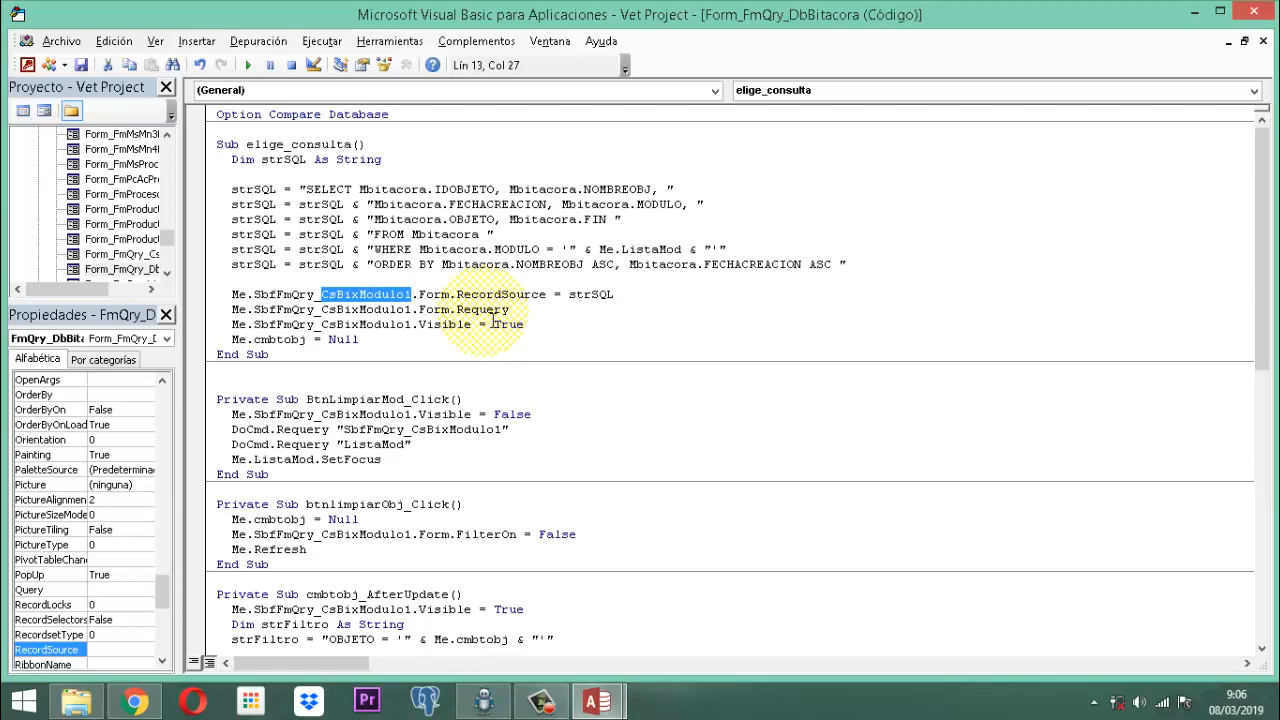 Microsoft Visual Basic para Aplicaciones - Vet Project - [Form_FmQry_DbBitacora (Código)]
Archivo Edición Ver Insertar Formato Depuración Ejecutar Herramientas Complementos Ventana Ayuda
Lín 13, Col 27
Proyecto - Vet Project
Form_FmMsMn3
Form_FmMsMn4
Form_FmMsProc
Form_FmPcAcPr
Form_FmProces
Form_FmProduc
Form_FmProduc
Form_FmProduc
Form_FmQry_Cs
Form_FmQry_Db
Propiedades - FmQry_D
FmQry_DbBita Form_FmQry_D
Alfabética Por categorías
OpenArgs
OrderBy
OrderByOn False
OrderByOnLoad True
Orientation 0
Painting True
PaletteSource (Predetermina
Picture (ninguna)
PictureAlignmen 2
PictureSizeMode 0
PictureTiling False
PictureType 0
PivotTableChan
PopUp True
Query
RecordLocks 0
RecordSelectors False
RecordsetType 0
RecordSource
RibbonName
(General) elige_consulta
Option Compare Database
Sub elige_consulta()
Dim strSQL As String
strSQL = "SELECT Mbitacora.IDOBJETO, Mbitacora.NOMBREOBJ, "
strSQL = strSQL & "Mbitacora.FECHACREACION, Mbitacora.MODULO, "
strSQL = strSQL & "Mbitacora.OBJETO, Mbitacora.FIN "
strSQL = strSQL & "FROM Mbitacora "
strSQL = strSQL & "WHERE Mbitacora.MODULO = '" & Me.ListaMod & "'"
strSQL = strSQL & "ORDER BY Mbitacora.NOMBREOBJ ASC, Mbitacora.FECHACREACION ASC "
Me.SbfFmQry_CsBixModulo1.Form.RecordSource = strSQL
Me.SbfFmQry_CsBixModulo1.Form.Requery
Me.SbfFmQry_CsBixModulo1.Visible = True
Me.cmbtobj = Null
End Sub
Private Sub BtnLimpiarMod_Click()
Me.SbfFmQry_CsBixModulo1.Visible = False
DoCmd.Requery "SbfFmQry_CsBixModulo1"
DoCmd.Requery "ListaMod"
Me.ListaMod.SetFocus
End Sub
Private Sub btnlimpiarObj_Click()
Me.cmbtobj = Null
Me.SbfFmQry_CsBixModulo1.Form.FilterOn = False
Me.Refresh
End Sub
Private Sub cmbtobj_AfterUpdate()
Me.SbfFmQry_CsBixModulo1.Visible = True
Dim strFiltro As String
strFiltro = "OBJETO = '" & Me.cmbtobj & "'"
Pr
9:06
08/03/2019